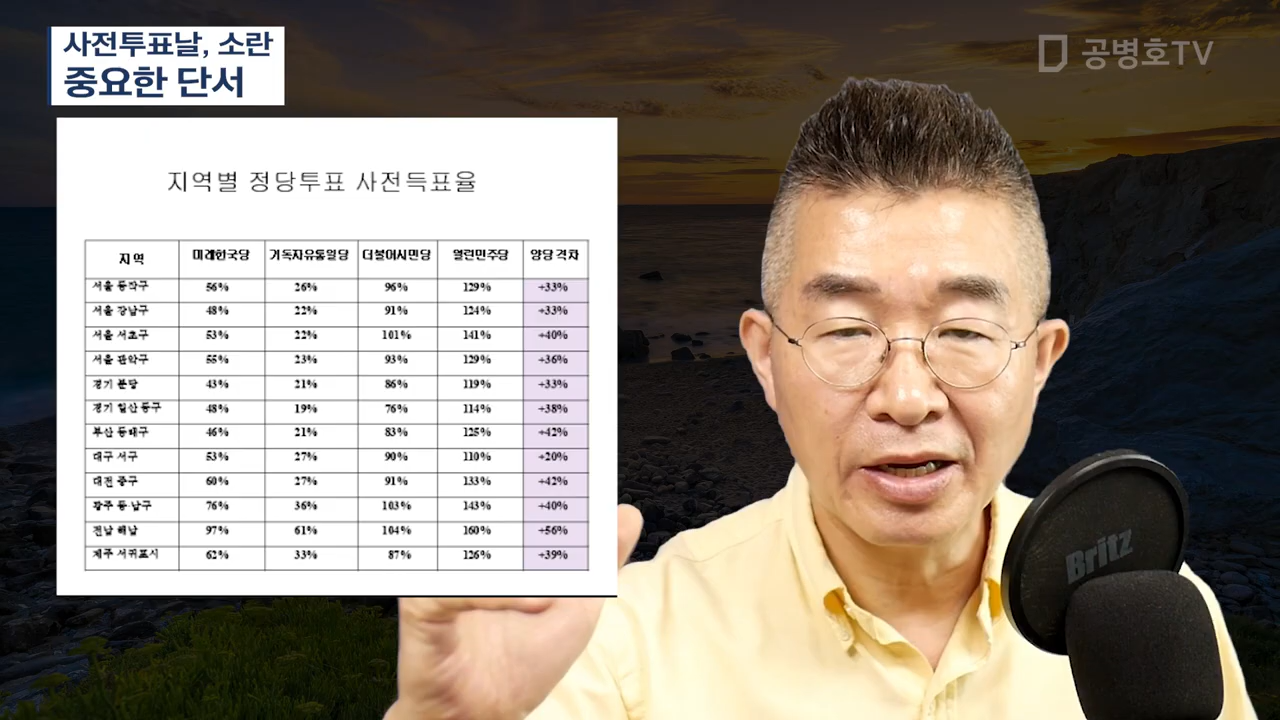 사전투표날, 소란
중요한 단서
공병호TV
지역별 정당투표 사전득표율
지역 미래한국당 기독자유통일당 더불어시민당 열린민주당 양당 격차
서울 동작구 56% 26% 96% 129% +33%
서울 강남구 48% 22% 91% 124% +33%
서울 서초구 53% 22% 101% 141% +40%
서울 관악구 55% 23% 93% 129% +36%
경기 분당 43% 21% 86% 119% +33%
경기 일산 동구 48% 19% 76% 114% +38%
부산 동래구 46% 21% 83% 125% +42%
대구 서구 53% 27% 90% 110% +20%
대전 중구 60% 27% 91% 133% +42%
광주 동 남구 76% 36% 103% 143% +40%
전남 해남 97% 61% 104% 160% +56%
제주 서귀포시 62% 33% 87% 126% +39%
Britz